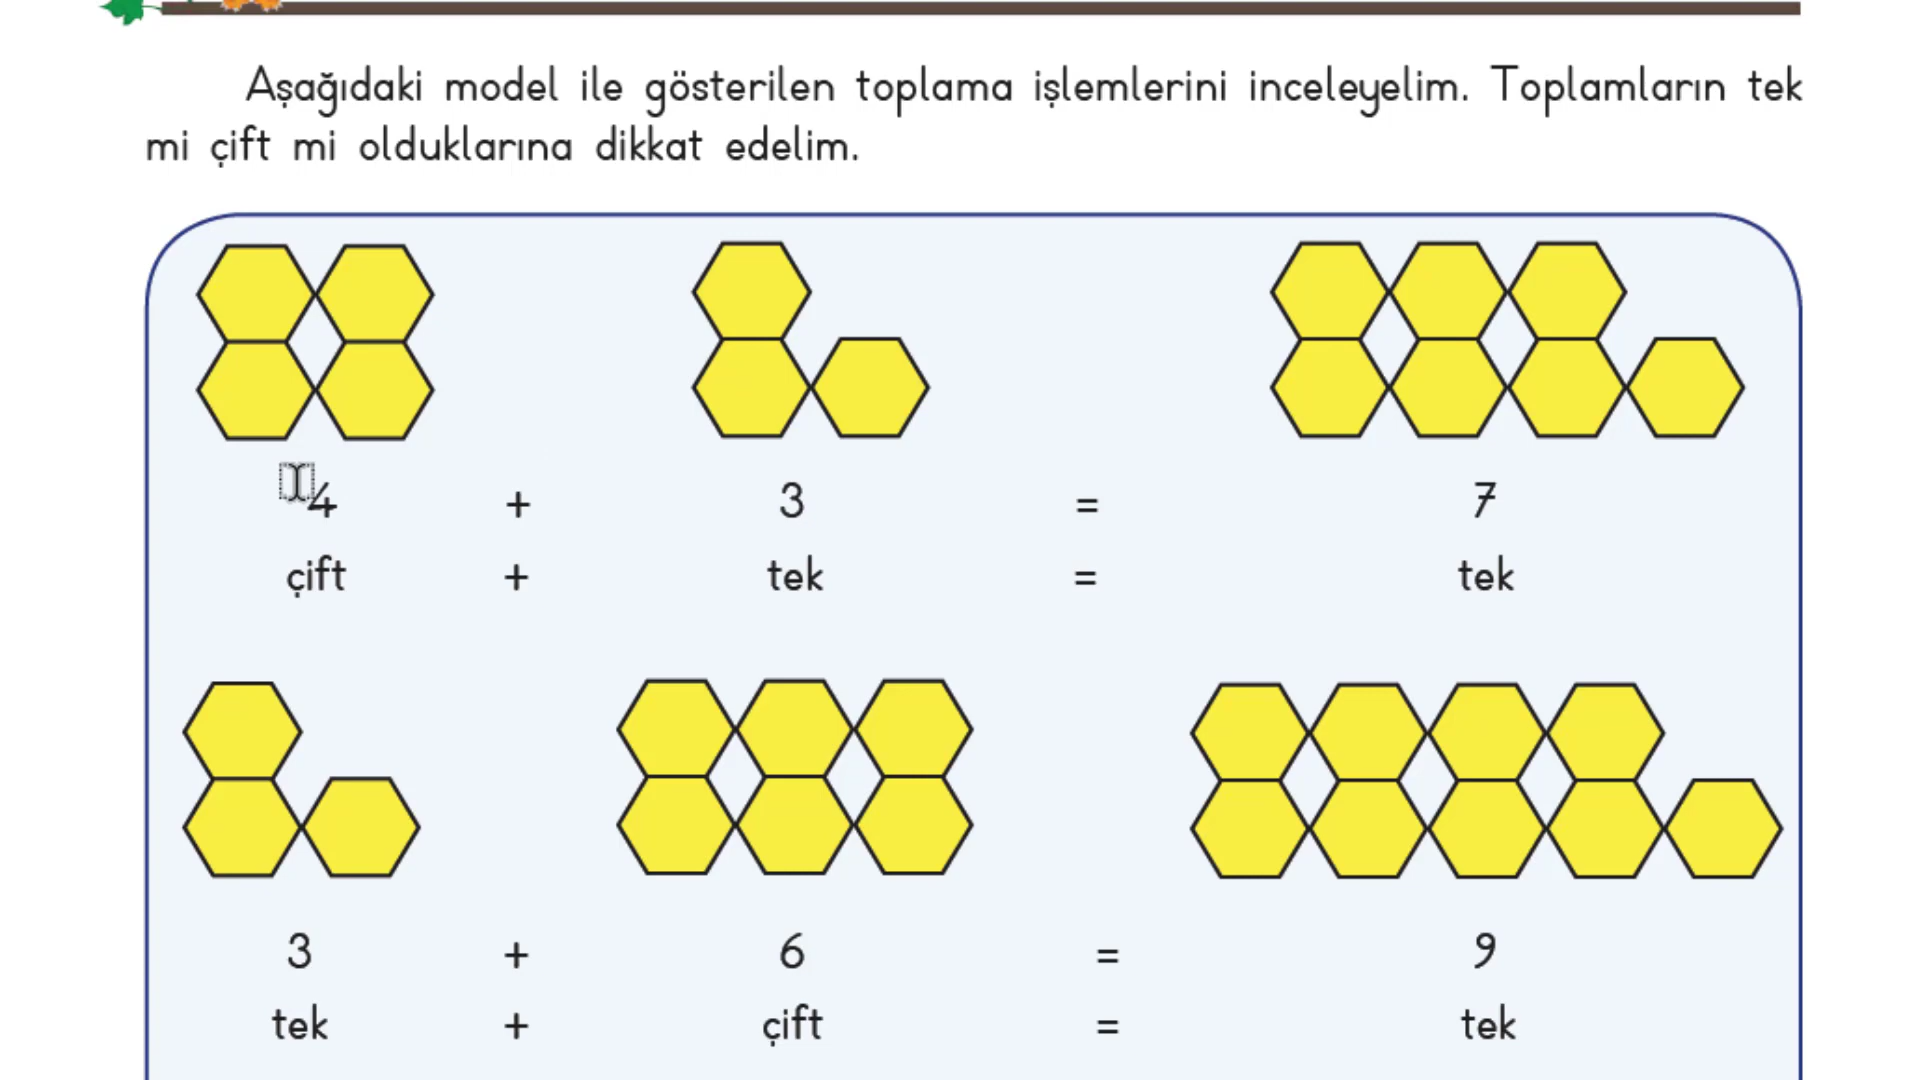 Aşağıdaki model ile gösterilen toplama işlemlerini inceleyelim. Toplamların tek
mi çift mi olduklarına dikkat edelim.
4 + 3 = 7
çift + tek = tek
3 + 6 = 9
tek + çift = tek